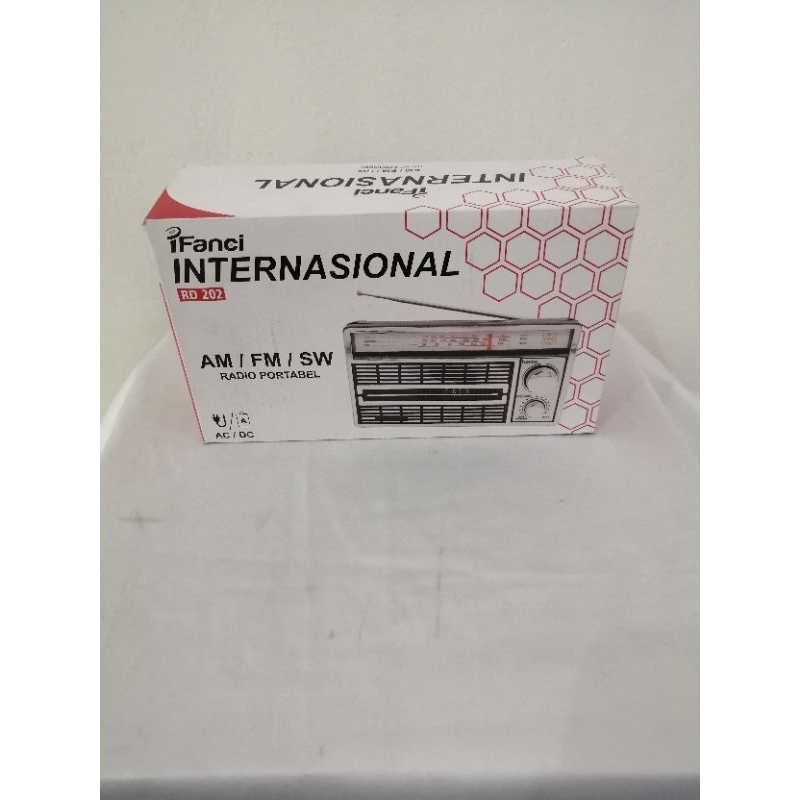 INTERNASIONAL
iFanci
iFanci
INTERNASIONAL
RD 202
AM / FM / SW
RADIO PORTABEL
AC / DC